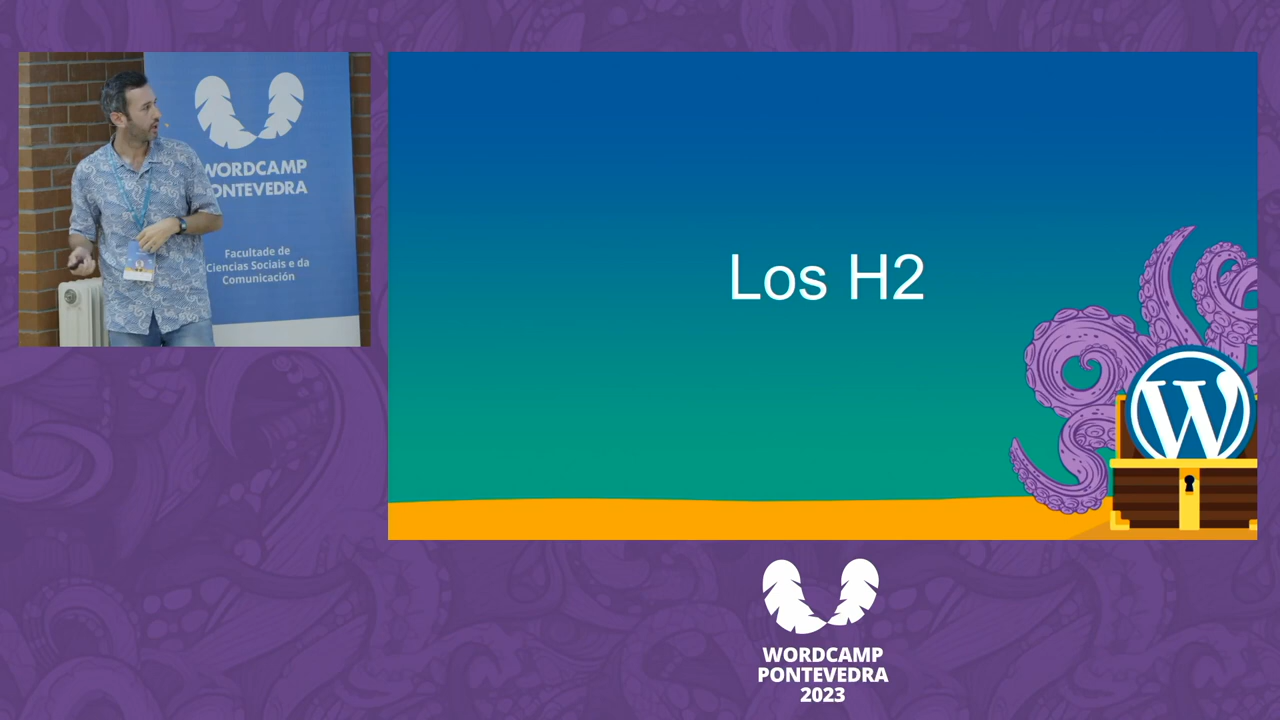 WORDCAMP
PONTEVEDRA
Facultade de
Ciencias Sociais e da
Comunicación
Los H2
WORDCAMP
PONTEVEDRA
2023